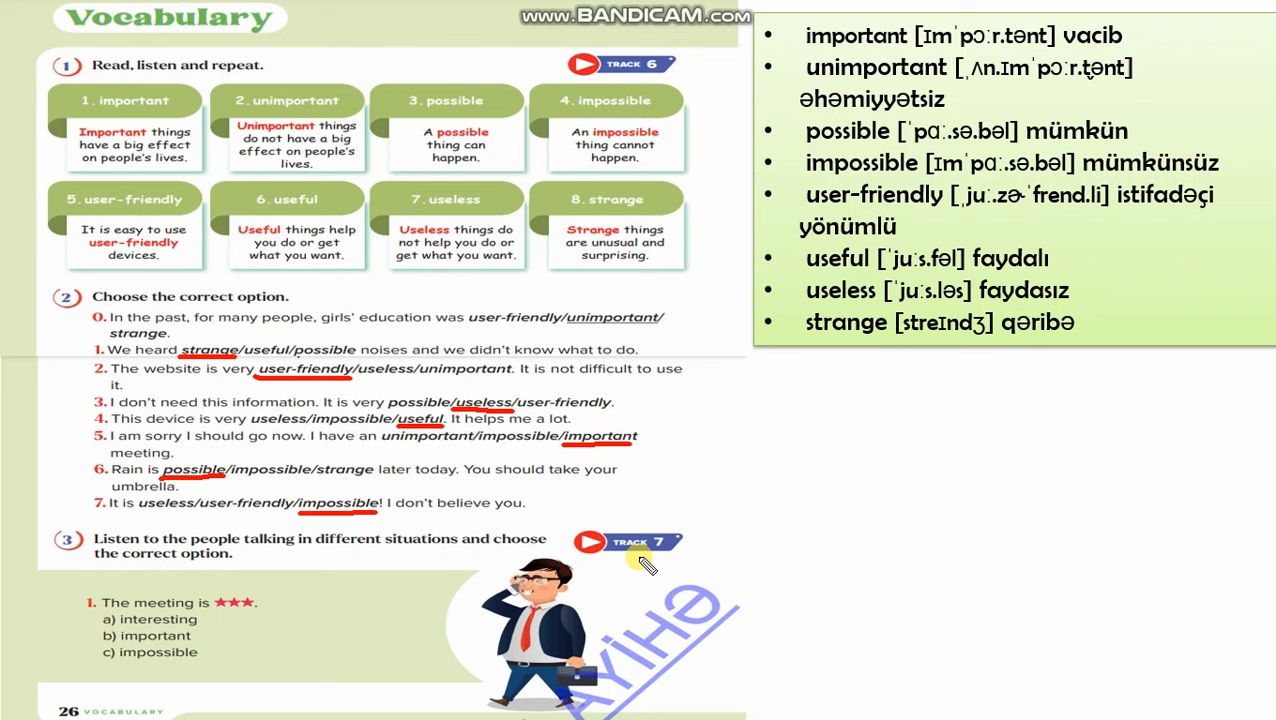 Vocabulary
www.BANDICAM.com
1 Read, listen and repeat.
TRACK 6
1. important
Important things
have a big effect
on people's lives.
2. unimportant
Unimportant things
do not have a big
effect on people's
lives.
3. possible
A possible
thing can
happen.
4. impossible
An impossible
thing cannot
happen.
5. user-friendly
It is easy to use
user-friendly
devices.
6. useful
Useful things help
you do or get
what you want.
7. useless
Useless things do
not help you do or
get what you want.
8. strange
Strange things
are unusual and
surprising.
2 Choose the correct option.
0. In the past, for many people, girls' education was user-friendly/unimportant/
strange.
1. We heard strange/useful/possible noises and we didn't know what to do.
2. The website is very user-friendly/useless/unimportant. It is not difficult to use
it.
3. I don't need this information. It is very possible/useless/user-friendly.
4. This device is very useless/impossible/useful. It helps me a lot.
5. I am sorry I should go now. I have an unimportant/impossible/important
meeting.
6. Rain is possible/impossible/strange later today. You should take your
umbrella.
7. It is useless/user-friendly/impossible! I don't believe you.
3 Listen to the people talking in different situations and choose
the correct option.
TRACK 7
1. The meeting is ★★★.
a) interesting
b) important
c) impossible
AYİHƏ
26 VOCABULARY
• important [ɪmˈpɔːr.tənt] vacib
• unimportant [ˌʌn.ɪmˈpɔːr.t̬ənt]
əhəmiyyətsiz
• possible [ˈpɑː.sə.bəl] mümkün
• impossible [ɪmˈpɑː.sə.bəl] mümkünsüz
• user-friendly [ˌjuː.zɚˈfrend.li] istifadəçi
yönümlü
• useful [ˈjuːs.fəl] faydalı
• useless [ˈjuːs.ləs] faydasız
• strange [streɪndʒ] qəribə